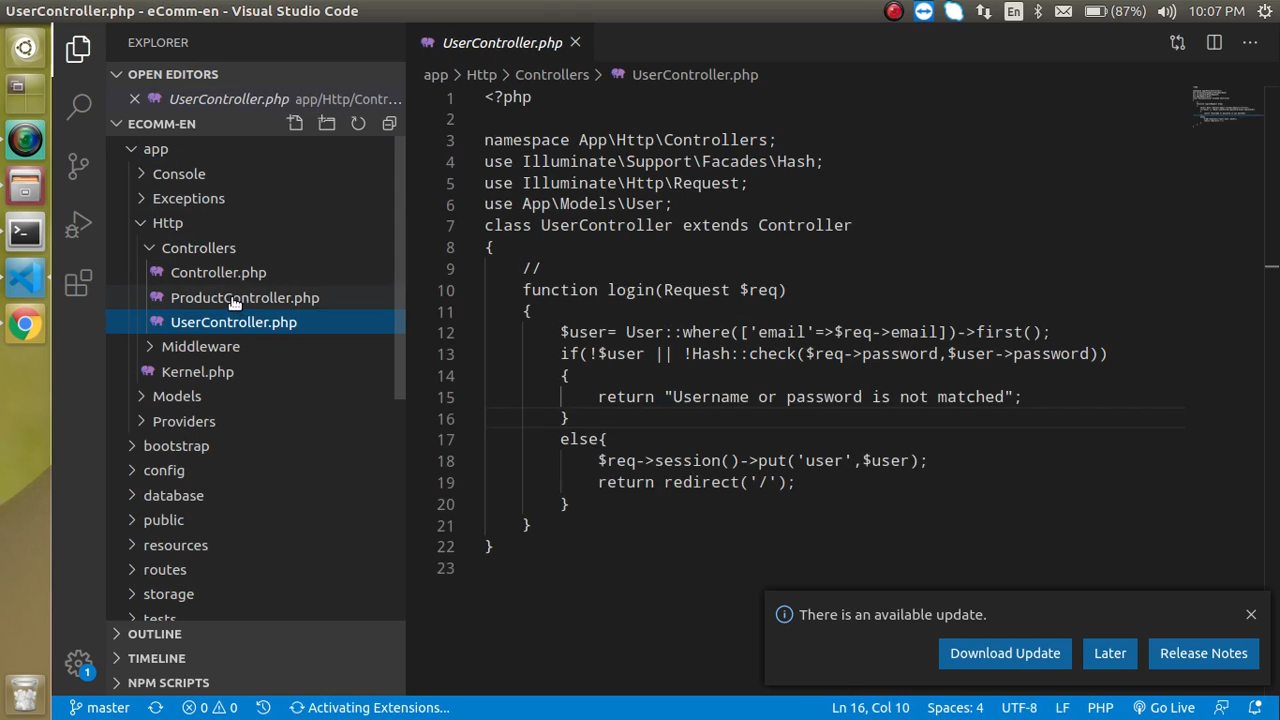 UserController.php - eComm-en - Visual Studio Code
En (87%) 10:07 PM
EXPLORER
OPEN EDITORS
UserController.php app/Http/Contr...
ECOMM-EN
app
Console
Exceptions
Http
Controllers
Controller.php
ProductController.php
UserController.php
Middleware
Kernel.php
Models
Providers
bootstrap
config
database
public
resources
routes
storage
tests
OUTLINE
TIMELINE
NPM SCRIPTS
1
UserController.php
app > Http > Controllers > UserController.php
1 <?php
2
3 namespace App\Http\Controllers;
4 use Illuminate\Support\Facades\Hash;
5 use Illuminate\Http\Request;
6 use App\Models\User;
7 class UserController extends Controller
8 {
9 //
10 function login(Request $req)
11 {
12 $user= User::where(['email'=>$req->email])->first();
13 if(!$user || !Hash::check($req->password,$user->password))
14 {
15 return "Username or password is not matched";
16 }
17 else{
18 $req->session()->put('user',$user);
19 return redirect('/');
20 }
21 }
22 }
23
There is an available update.
Download Update Later Release Notes
master 0 0 Activating Extensions... Ln 16, Col 10 Spaces: 4 UTF-8 LF PHP Go Live